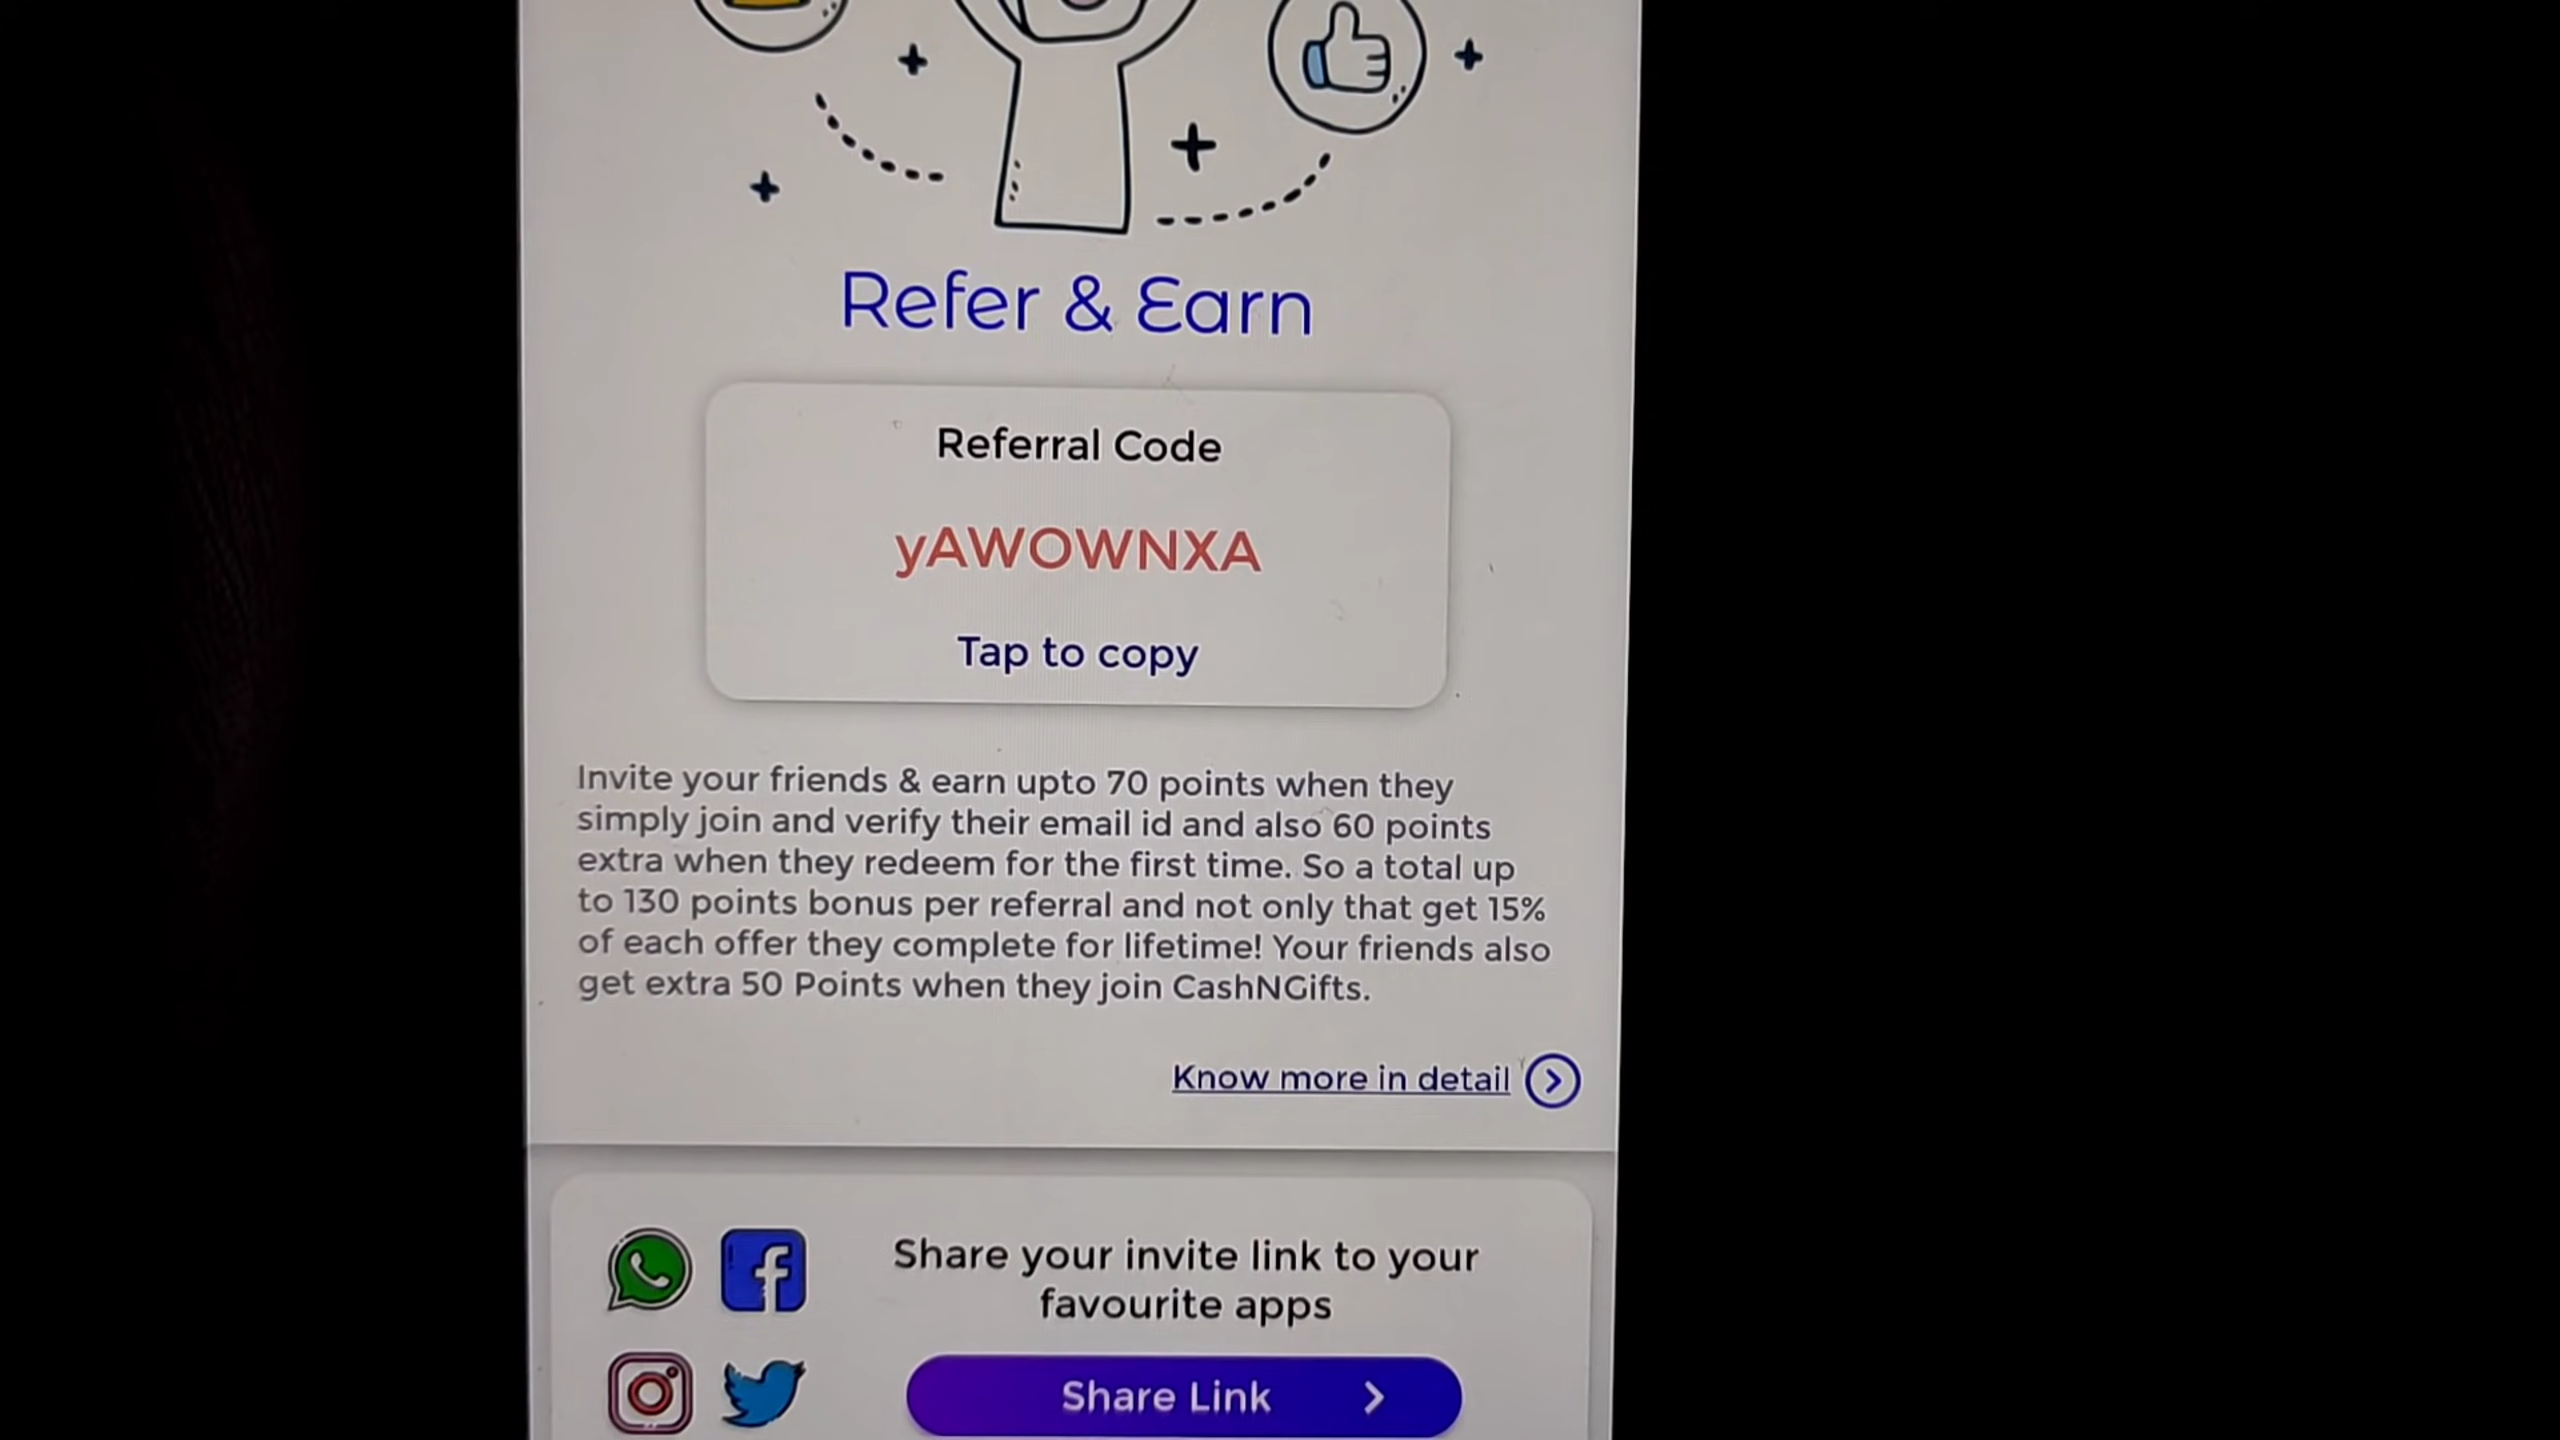 Refer & Earn
Referral Code
yAWOWNXA
Tap to copy
Invite your friends & earn upto 70 points when they
simply join and verify their email id and also 60 points
extra when they redeem for the first time. So a total up
to 130 points bonus per referral and not only that get 15%
of each offer they complete for lifetime! Your friends also
get extra 50 Points when they join CashNGifts.
Know more in detail
Share your invite link to your
favourite apps
Share Link